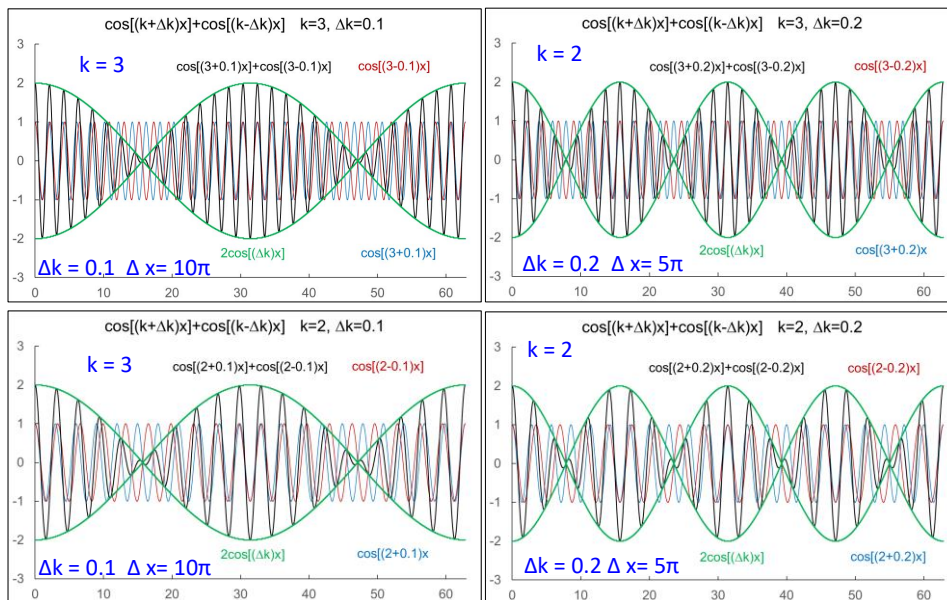 cos[(k+Δk)x]+cos[(k-Δk)x] k=3, Δk=0.1
k = 3
cos[(3+0.1)x]+cos[(3-0.1)x]
cos[(3-0.1)x]
3
2
1
0
-1
-2
-3
2cos[(Δk)x]
cos[(3+0.1)x]
Δk = 0.1 Δ x= 10π
0 10 20 30 40 50 60
cos[(k+Δk)x]+cos[(k-Δk)x] k=3, Δk=0.2
k = 2
cos[(3+0.2)x]+cos[(3-0.2)x]
cos[(3-0.2)x]
3
2
1
0
-1
-2
-3
2cos[(Δk)x]
cos[(3+0.2)x
Δk = 0.2 Δ x= 5π
0 10 20 30 40 50 60
cos[(k+Δk)x]+cos[(k-Δk)x] k=2, Δk=0.1
k = 3
cos[(2+0.1)x]+cos[(2-0.1)x]
cos[(2-0.1)x]
3
2
1
0
-1
-2
-3
2cos[(Δk)x]
cos[(2+0.1)x
Δk = 0.1 Δ x= 10π
0 10 20 30 40 50 60
cos[(k+Δk)x]+cos[(k-Δk)x] k=2, Δk=0.2
k = 2
cos[(2+0.2)x]+cos[(2-0.2)x]
cos[(2-0.2)x]
3
2
1
0
-1
-2
-3
2cos[(Δk)x]
cos[(2+0.2)x]
Δk = 0.2 Δ x= 5π
0 10 20 30 40 50 60